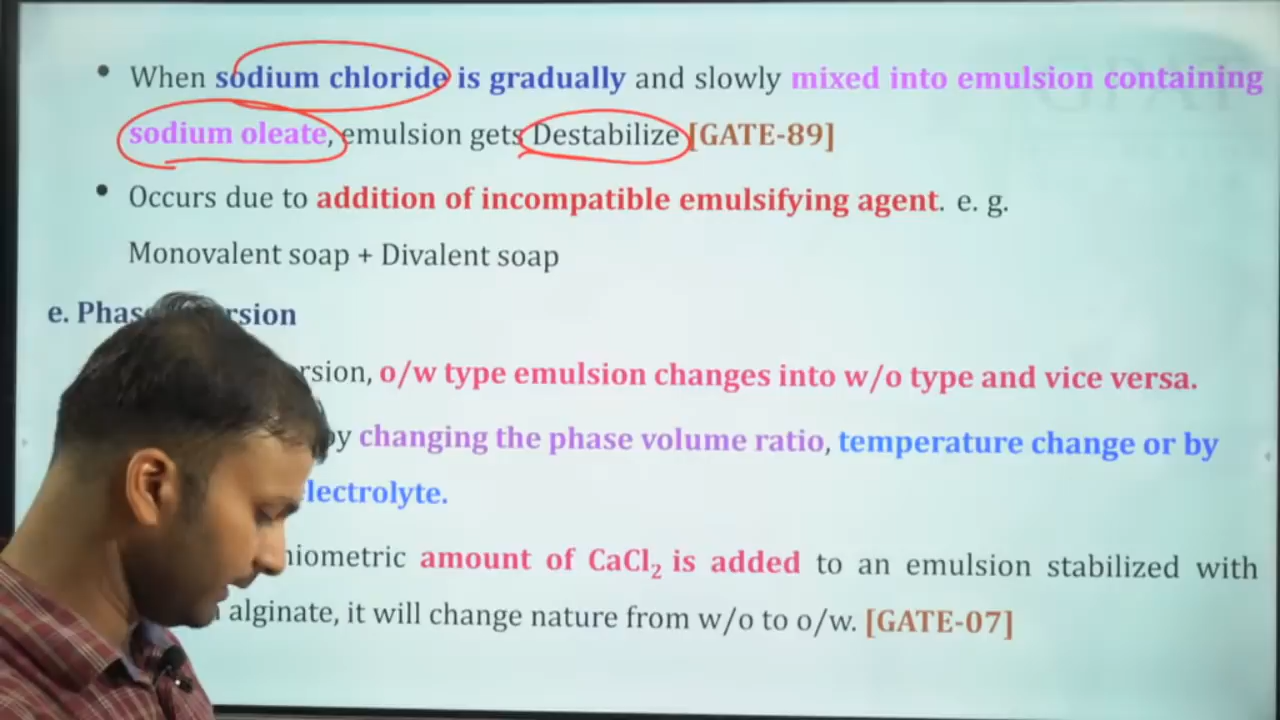 • When sodium chloride is gradually and slowly mixed into emulsion containing
sodium oleate, emulsion gets Destabilize [GATE-89]
• Occurs due to addition of incompatible emulsifying agent. e. g.
Monovalent soap + Divalent soap
e. Phas rsion
rsion, o/w type emulsion changes into w/o type and vice versa.
by changing the phase volume ratio, temperature change or by
lectrolyte.
hiometric amount of CaCl₂ is added to an emulsion stabilized with
alginate, it will change nature from w/o to o/w. [GATE-07]